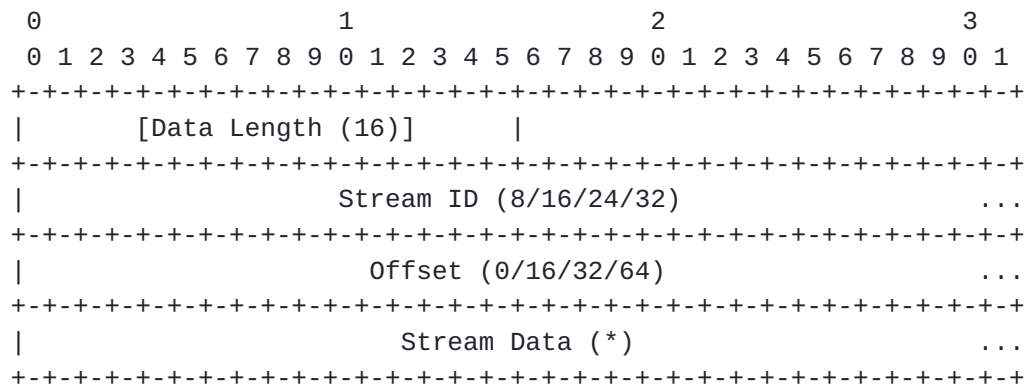 0                   1                   2                   3
 0 1 2 3 4 5 6 7 8 9 0 1 2 3 4 5 6 7 8 9 0 1 2 3 4 5 6 7 8 9 0 1
+-+-+-+-+-+-+-+-+-+-+-+-+-+-+-+-+-+-+-+-+-+-+-+-+-+-+-+-+-+-+-+-+
|       [Data Length (16)]      |
+-+-+-+-+-+-+-+-+-+-+-+-+-+-+-+-+-+-+-+-+-+-+-+-+-+-+-+-+-+-+-+-+
|                    Stream ID (8/16/24/32)                   ...
+-+-+-+-+-+-+-+-+-+-+-+-+-+-+-+-+-+-+-+-+-+-+-+-+-+-+-+-+-+-+-+-+
|                      Offset (0/16/32/64)                    ...
+-+-+-+-+-+-+-+-+-+-+-+-+-+-+-+-+-+-+-+-+-+-+-+-+-+-+-+-+-+-+-+-+
|                        Stream Data (*)                      ...
+-+-+-+-+-+-+-+-+-+-+-+-+-+-+-+-+-+-+-+-+-+-+-+-+-+-+-+-+-+-+-+-+